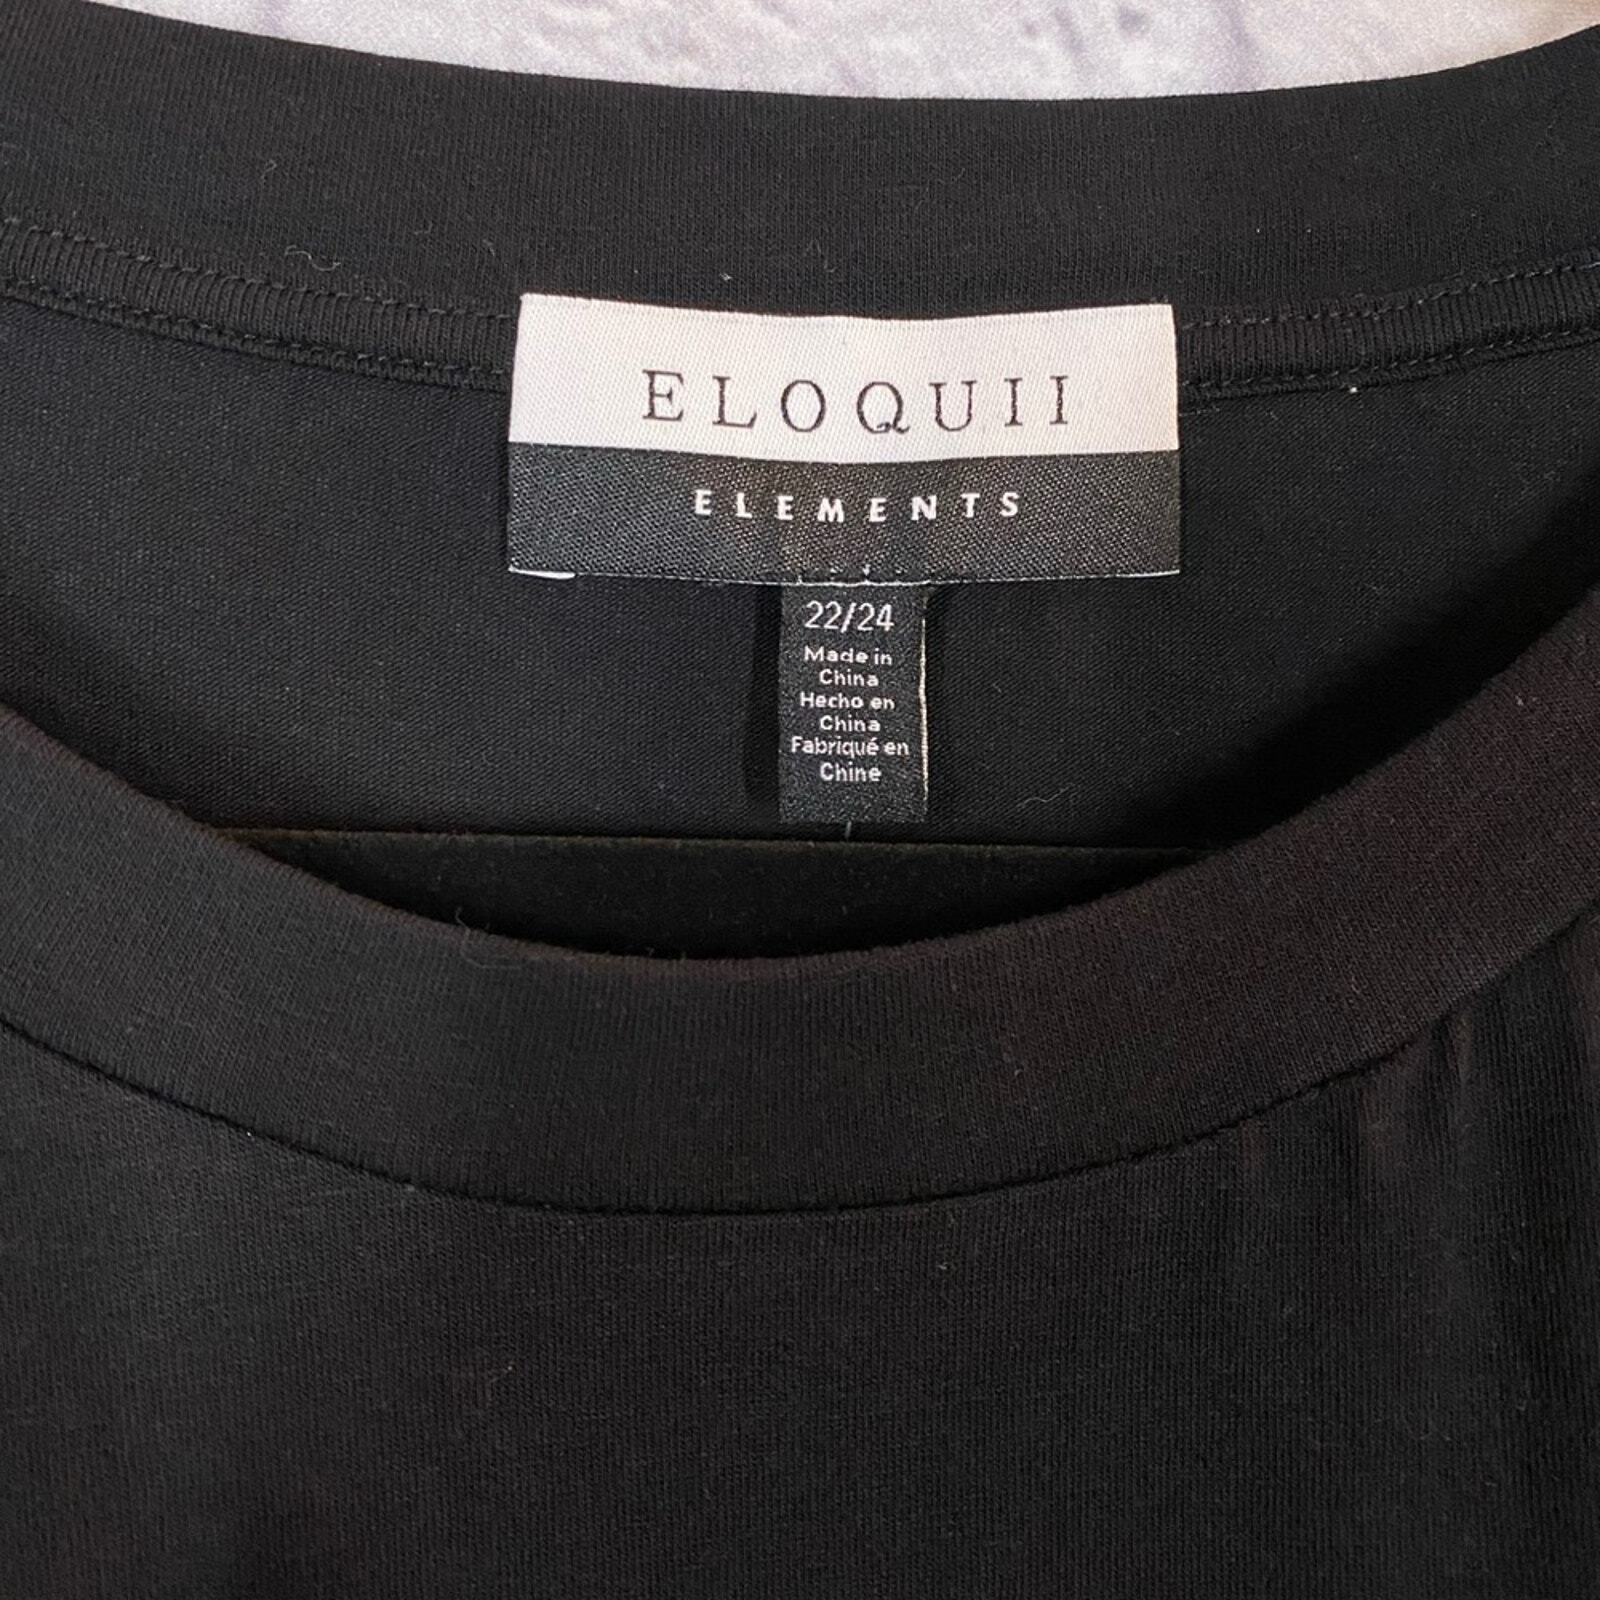 ELOQUII
ELEMENTS
22/24
Made in
China
Hecho en
China
Fabriqué en
Chine